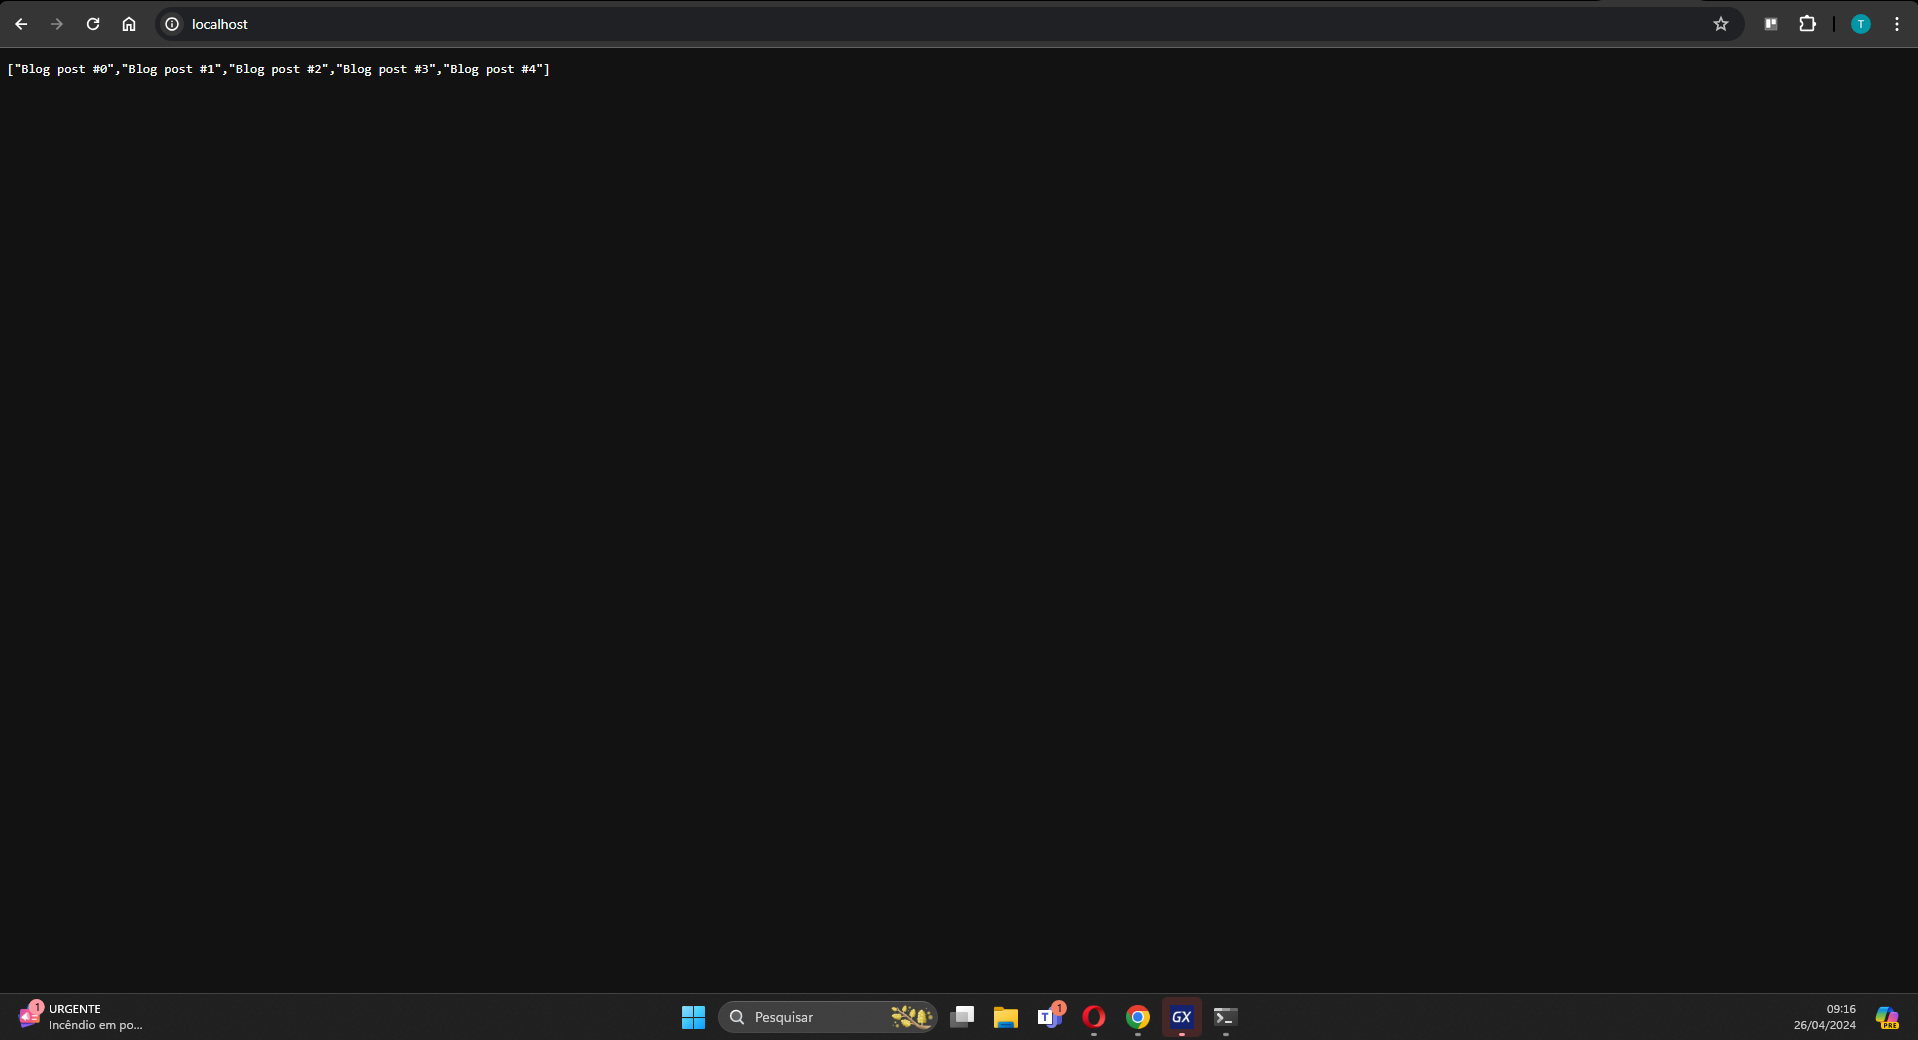 localhost
T
["Blog post #0","Blog post #1","Blog post #2","Blog post #3","Blog post #4"]
1
URGENTE
Incêndio em po...
Pesquisar
T
1
GX
09:16
26/04/2024
PRE